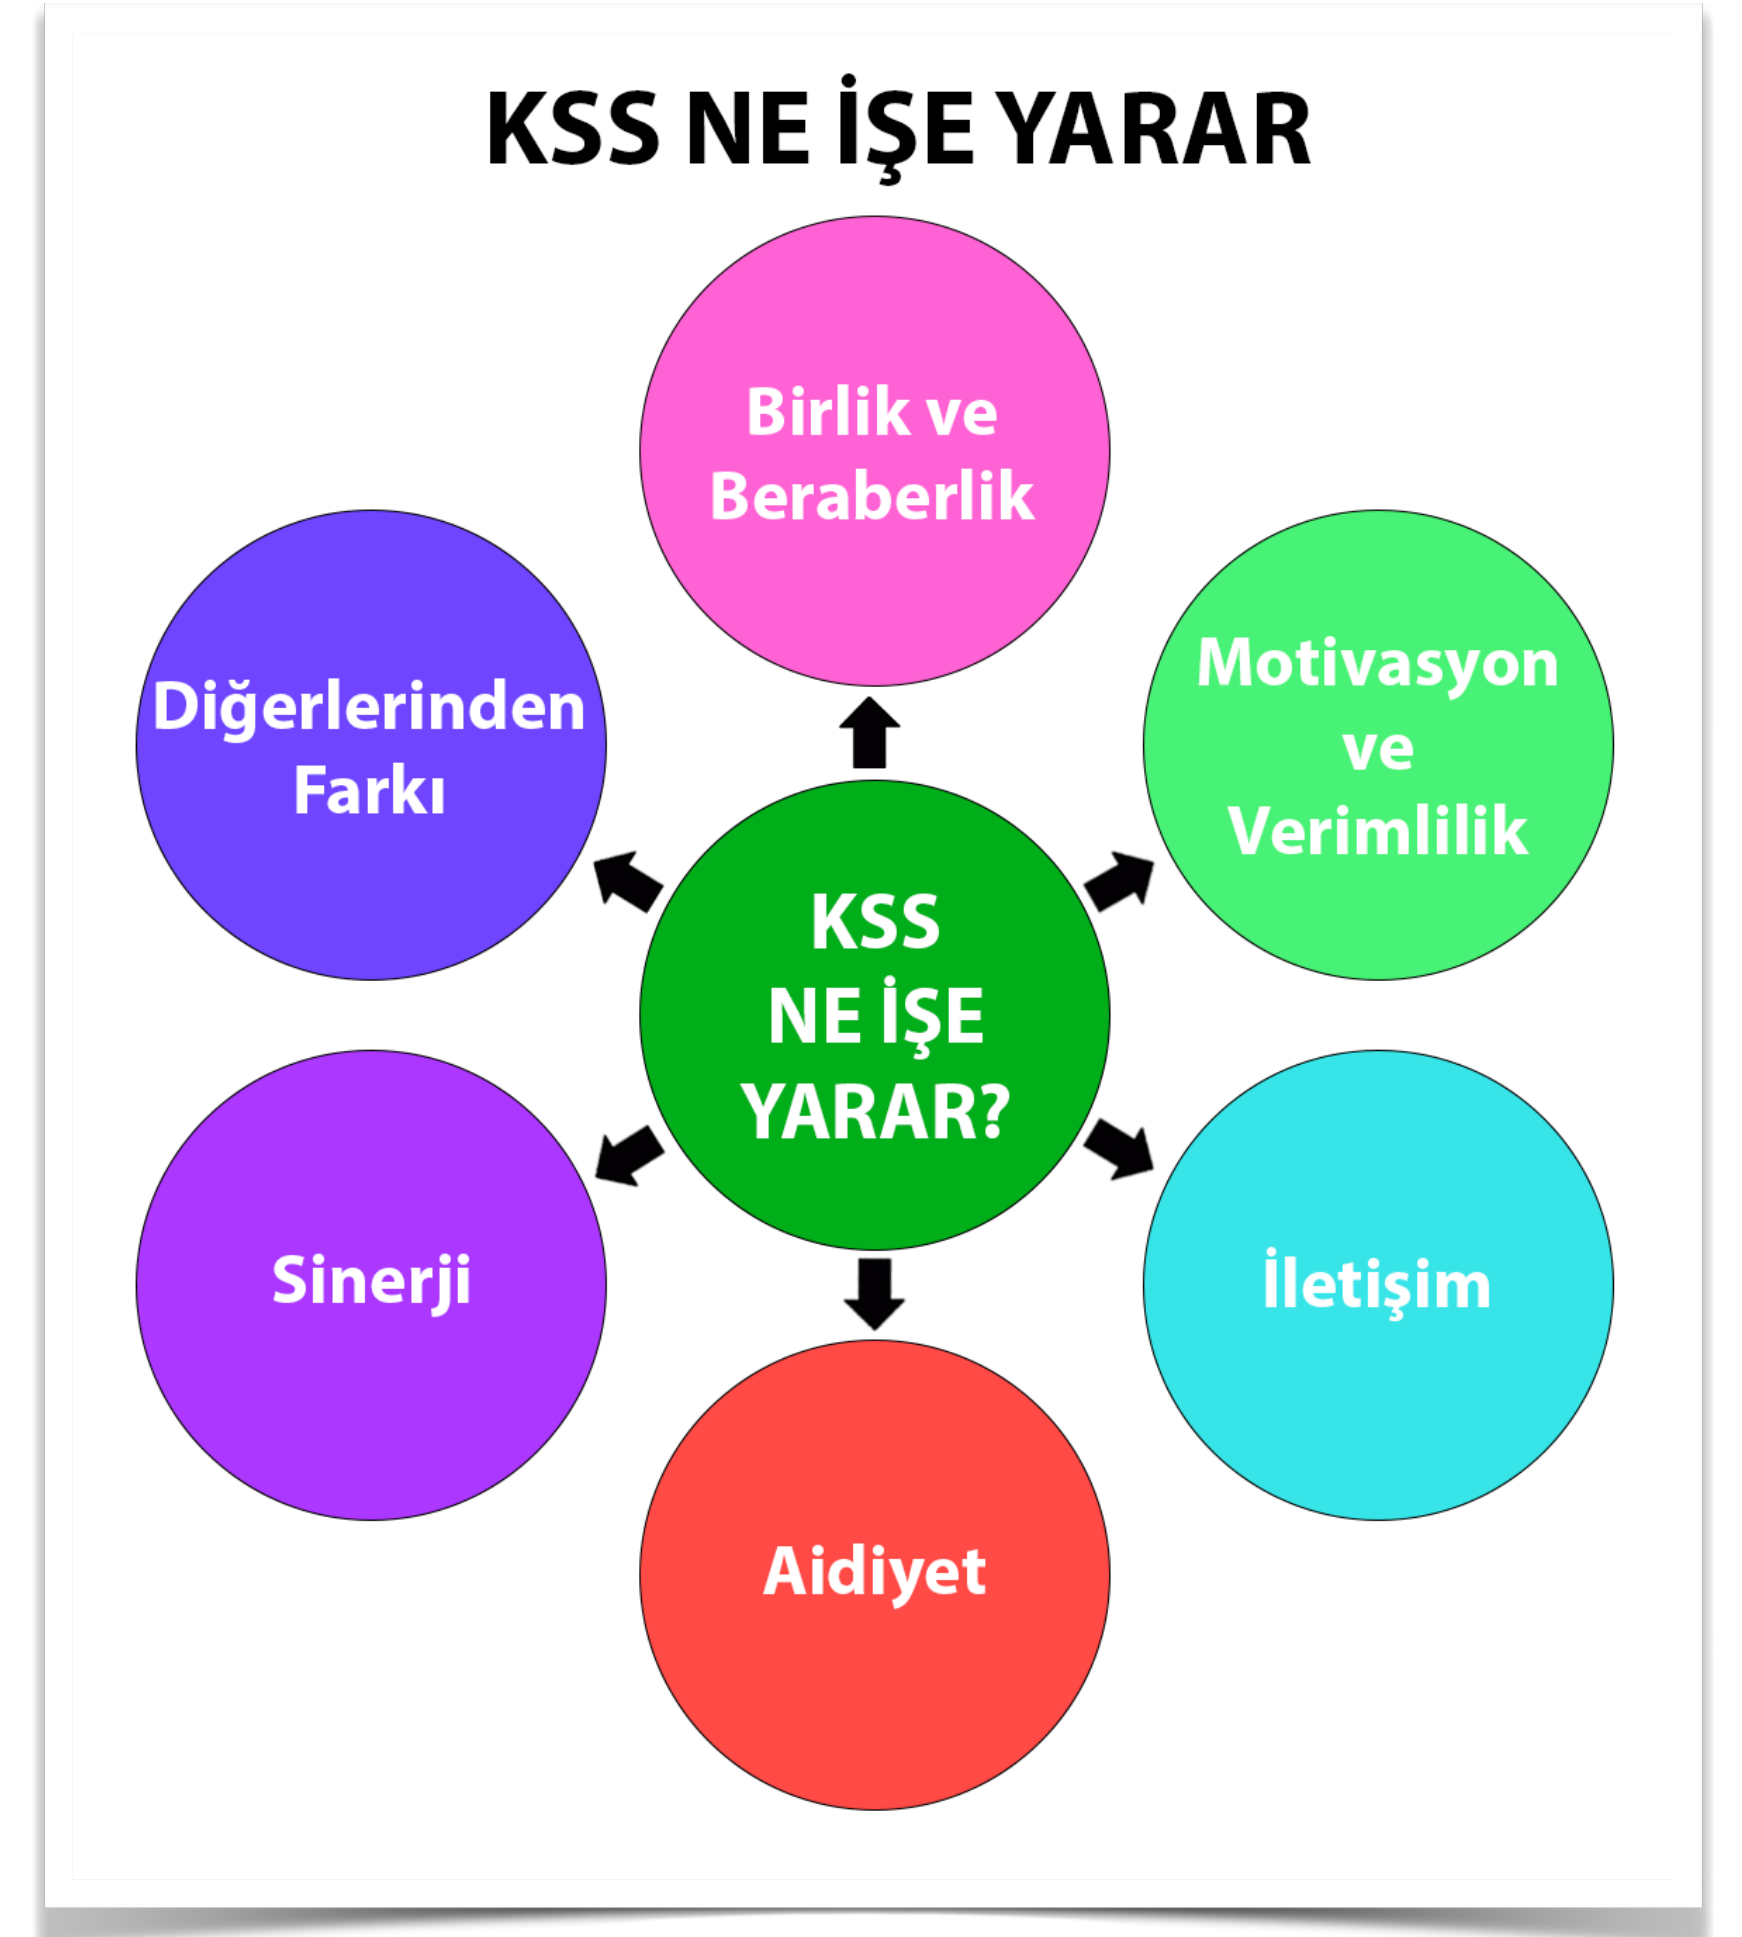 KSS NE İŞE YARAR
Birlik ve
Beraberlik
Motivasyon
ve
Verimlilik
Diğerlerinden
Farkı
KSS
NE İŞE
YARAR?
Sinerji
İletişim
Aidiyet